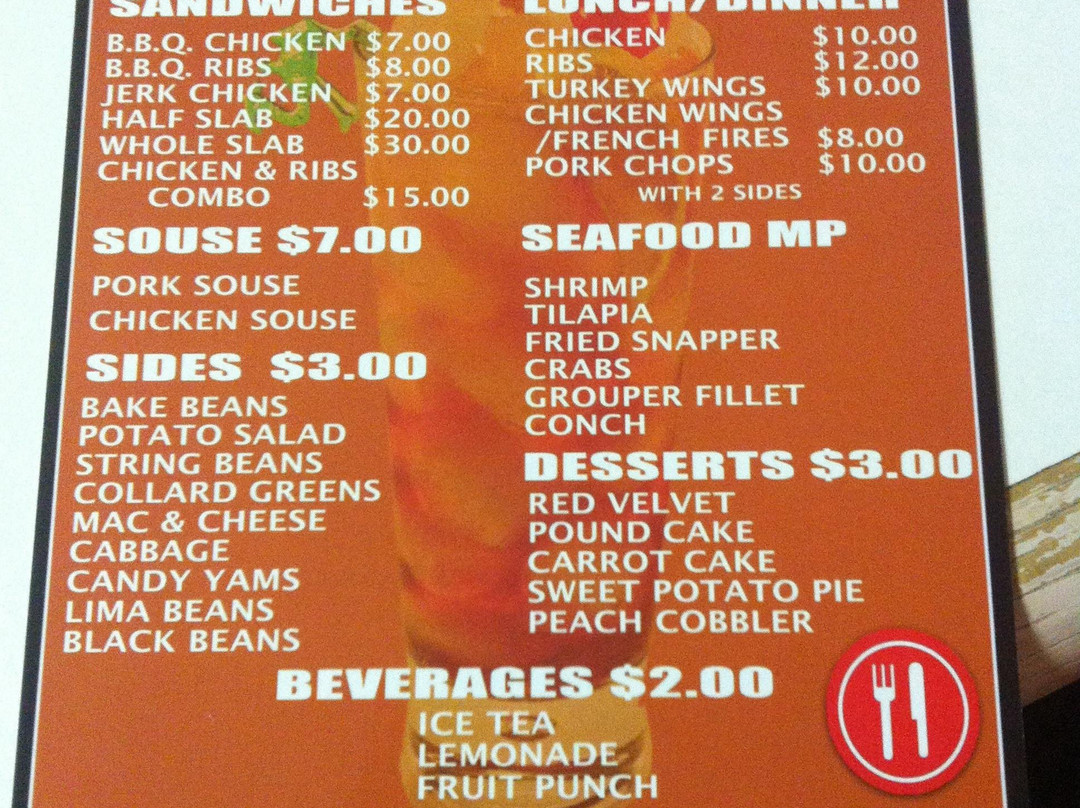 SANDWICHES
B.B.Q. CHICKEN $7.00
B.B.Q. RIBS $8.00
JERK CHICKEN $7.00
HALF SLAB $20.00
WHOLE SLAB $30.00
CHICKEN & RIBS
COMBO $15.00
SOUSE $7.00
PORK SOUSE
CHICKEN SOUSE
SIDES $3.00
BAKE BEANS
POTATO SALAD
STRING BEANS
COLLARD GREENS
MAC & CHEESE
CABBAGE
CANDY YAMS
LIMA BEANS
BLACK BEANS
LUNCH/DINNER
CHICKEN $10.00
RIBS $12.00
TURKEY WINGS $10.00
CHICKEN WINGS
/FRENCH FIRES $8.00
PORK CHOPS $10.00
WITH 2 SIDES
SEAFOOD MP
SHRIMP
TILAPIA
FRIED SNAPPER
CRABS
GROUPER FILLET
CONCH
DESSERTS $3.00
RED VELVET
POUND CAKE
CARROT CAKE
SWEET POTATO PIE
PEACH COBBLER
BEVERAGES $2.00
ICE TEA
LEMONADE
FRUIT PUNCH